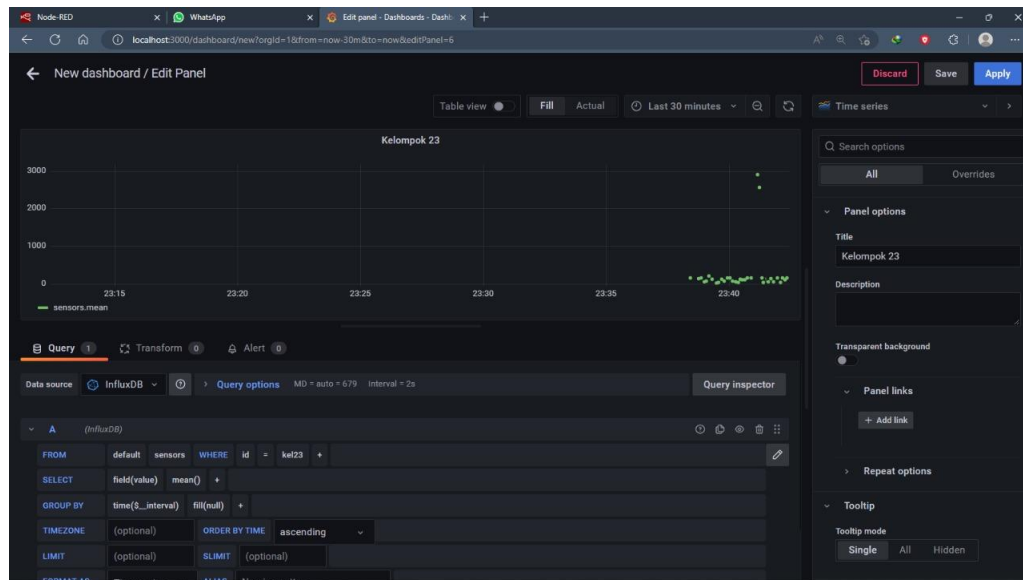 Node-RED
WhatsApp
Edit panel - Dashboards - Dashb
localhost:3000/dashboard/new?orgId=1&from=now-30m&to=now&editPanel=6
New dashboard / Edit Panel
Discard
Save
Apply
Table view
Fill
Actual
Last 30 minutes
Time series
Kelompok 23
3000
2000
1000
0
23:15
23:20
23:25
23:30
23:35
23:40
sensors.mean
Search options
All
Overrides
Panel options
Title
Kelompok 23
Description
Transparent background
Panel links
+ Add link
Repeat options
Tooltip
Tooltip mode
Single
All
Hidden
Query 1
Transform 0
Alert 0
Data source
InfluxDB
Query options
MD = auto = 679
Interval = 2s
Query inspector
A
(InfluxDB)
FROM default sensors WHERE id = kel23 +
SELECT field(value) mean() +
GROUP BY time($__interval) fill(null) +
TIMEZONE (optional) ORDER BY TIME ascending
LIMIT (optional) SLIMIT (optional)